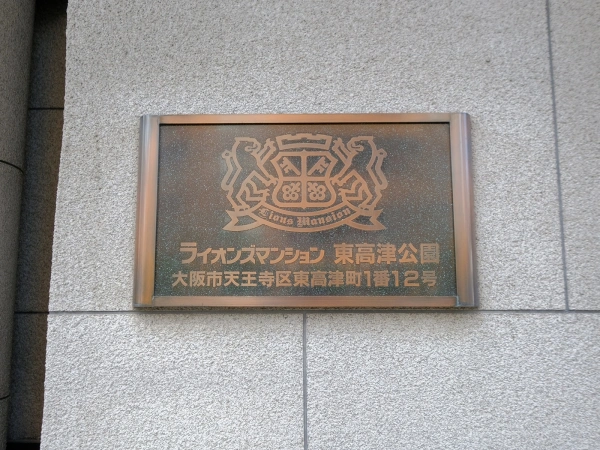 Lions Mansion
ライオンズマンション 東高津公園
大阪市天王寺区東高津町1番12号